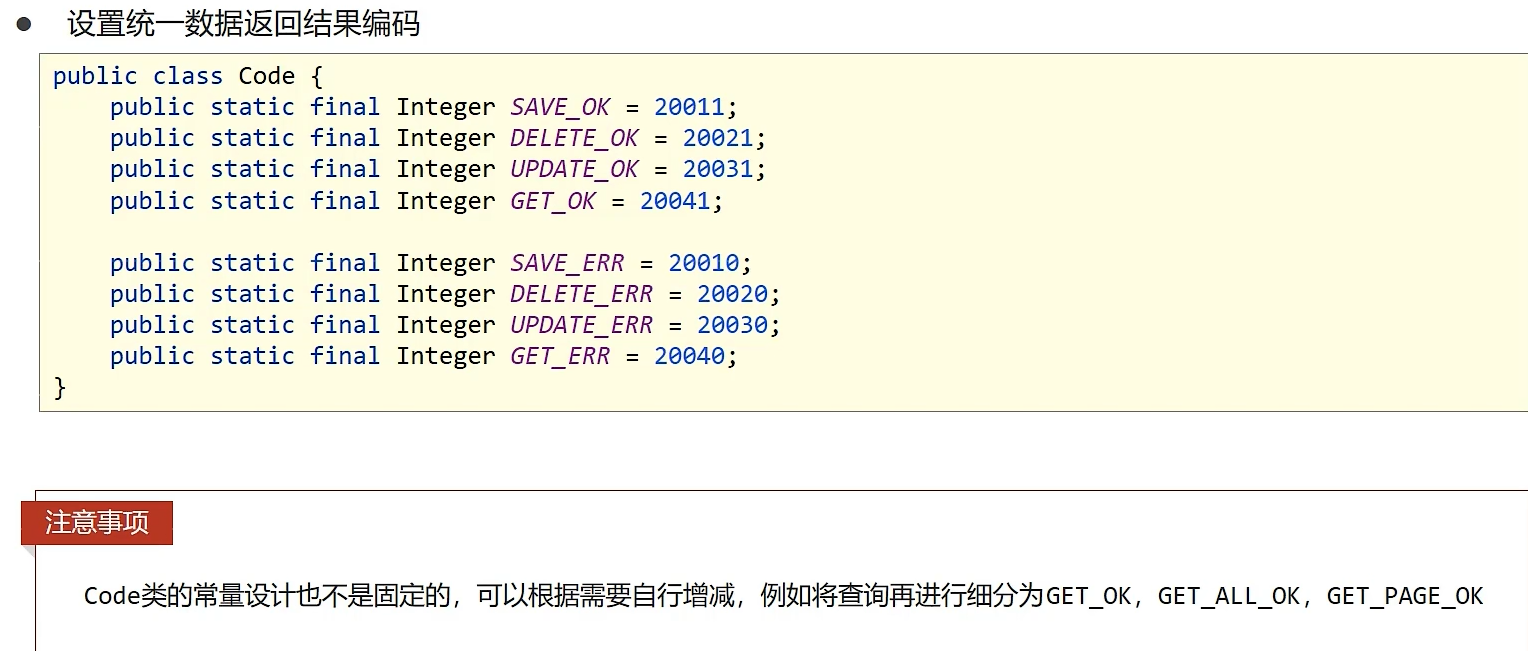 ● 设置统一数据返回结果编码
public class Code {
    public static final Integer SAVE_OK = 20011;
    public static final Integer DELETE_OK = 20021;
    public static final Integer UPDATE_OK = 20031;
    public static final Integer GET_OK = 20041;

    public static final Integer SAVE_ERR = 20010;
    public static final Integer DELETE_ERR = 20020;
    public static final Integer UPDATE_ERR = 20030;
    public static final Integer GET_ERR = 20040;
}
注意事项
Code类的常量设计也不是固定的，可以根据需要自行增减，例如将查询再进行细分为GET_OK，GET_ALL_OK，GET_PAGE_OK